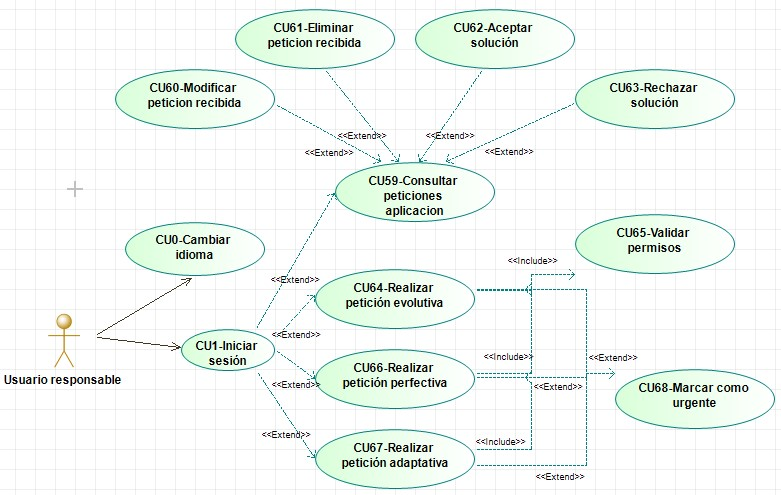 CU61-Eliminar
peticion recibida
CU62-Aceptar
solución
CU60-Modificar
peticion recibida
CU63-Rechazar
solución
<<Extend>>
<<Extend>>
<<Extend>>
<<Extend>>
CU59-Consultar
peticiones
aplicacion
CU0-Cambiar
idioma
CU65-Validar
permisos
<<Include>>
<<Extend>>
CU64-Realizar
petición evolutiva
<<Extend>>
CU1-Iniciar
sesión
Usuario responsable
CU66-Realizar
petición perfectiva
<<Include>>
<<Extend>>
<<Extend>>
<<Extend>>
CU68-Marcar como
urgente
<<Extend>>
CU67-Realizar
petición adaptativa
<<Include>>
<<Extend>>